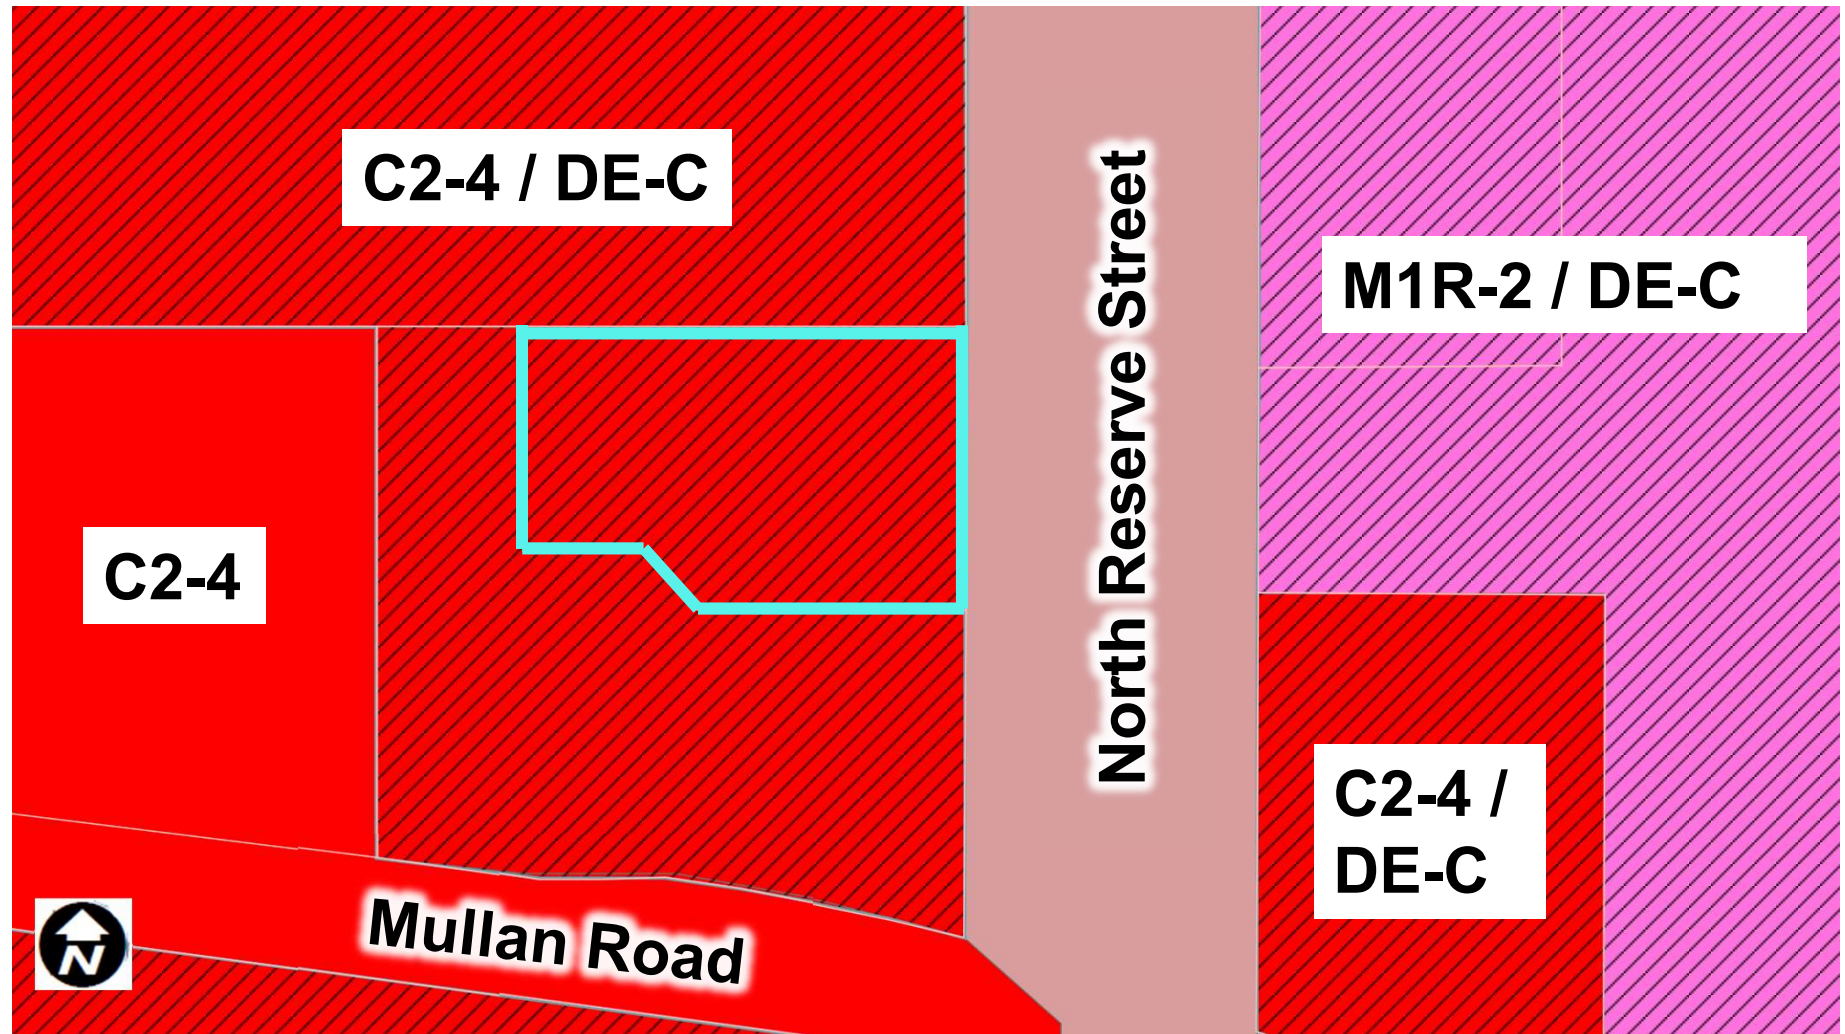 C2-4 / DE-C
North Reserve Street
M1R-2 / DE-C
C2-4
C2-4 /
DE-C
Mullan Road
N